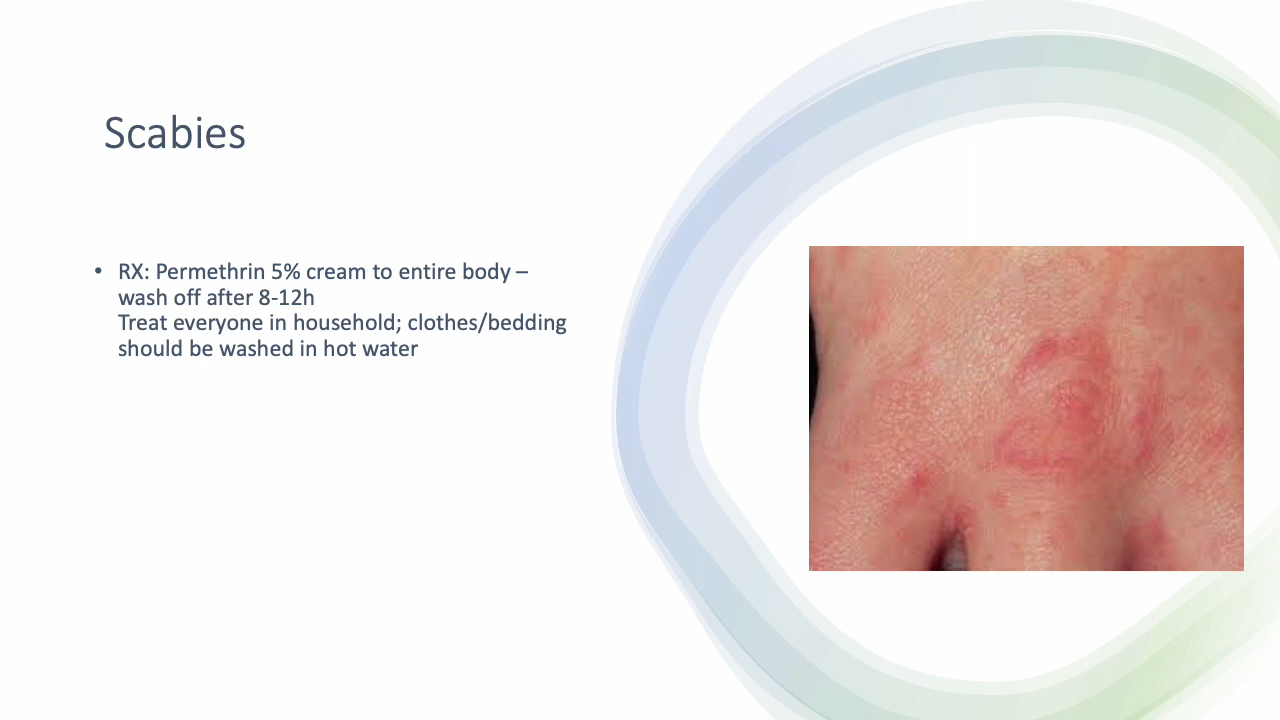 Scabies
• RX: Permethrin 5% cream to entire body –
wash off after 8-12h
Treat everyone in household; clothes/bedding
should be washed in hot water